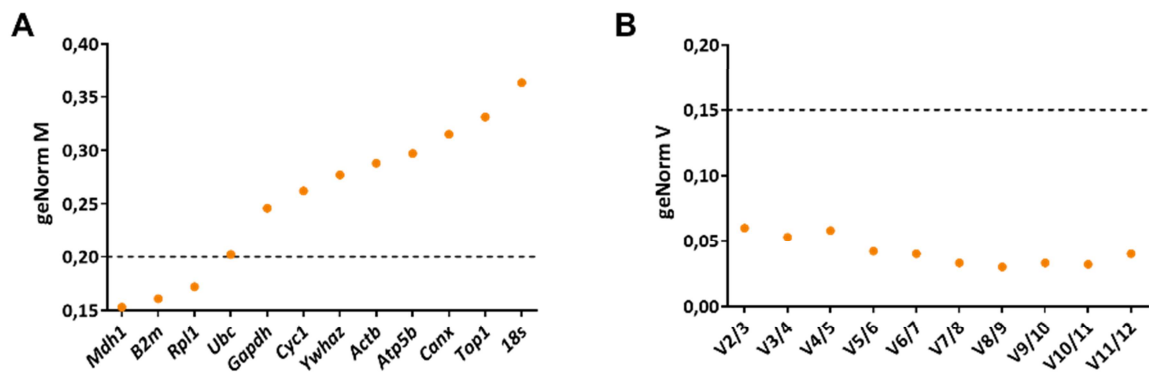 A
geNorm M
0,40
0,35
0,30
0,25
0,20
0,15
Mdh1
B2m
Rpl1
Ubc
Gapdh
Cyc1
Ywhaz
Actb
Atp5b
Canx
Top1
18s
B
geNorm V
0,20
0,15
0,10
0,05
0,00
V2/3
V3/4
V4/5
V5/6
V6/7
V7/8
V8/9
V9/10
V10/11
V11/12